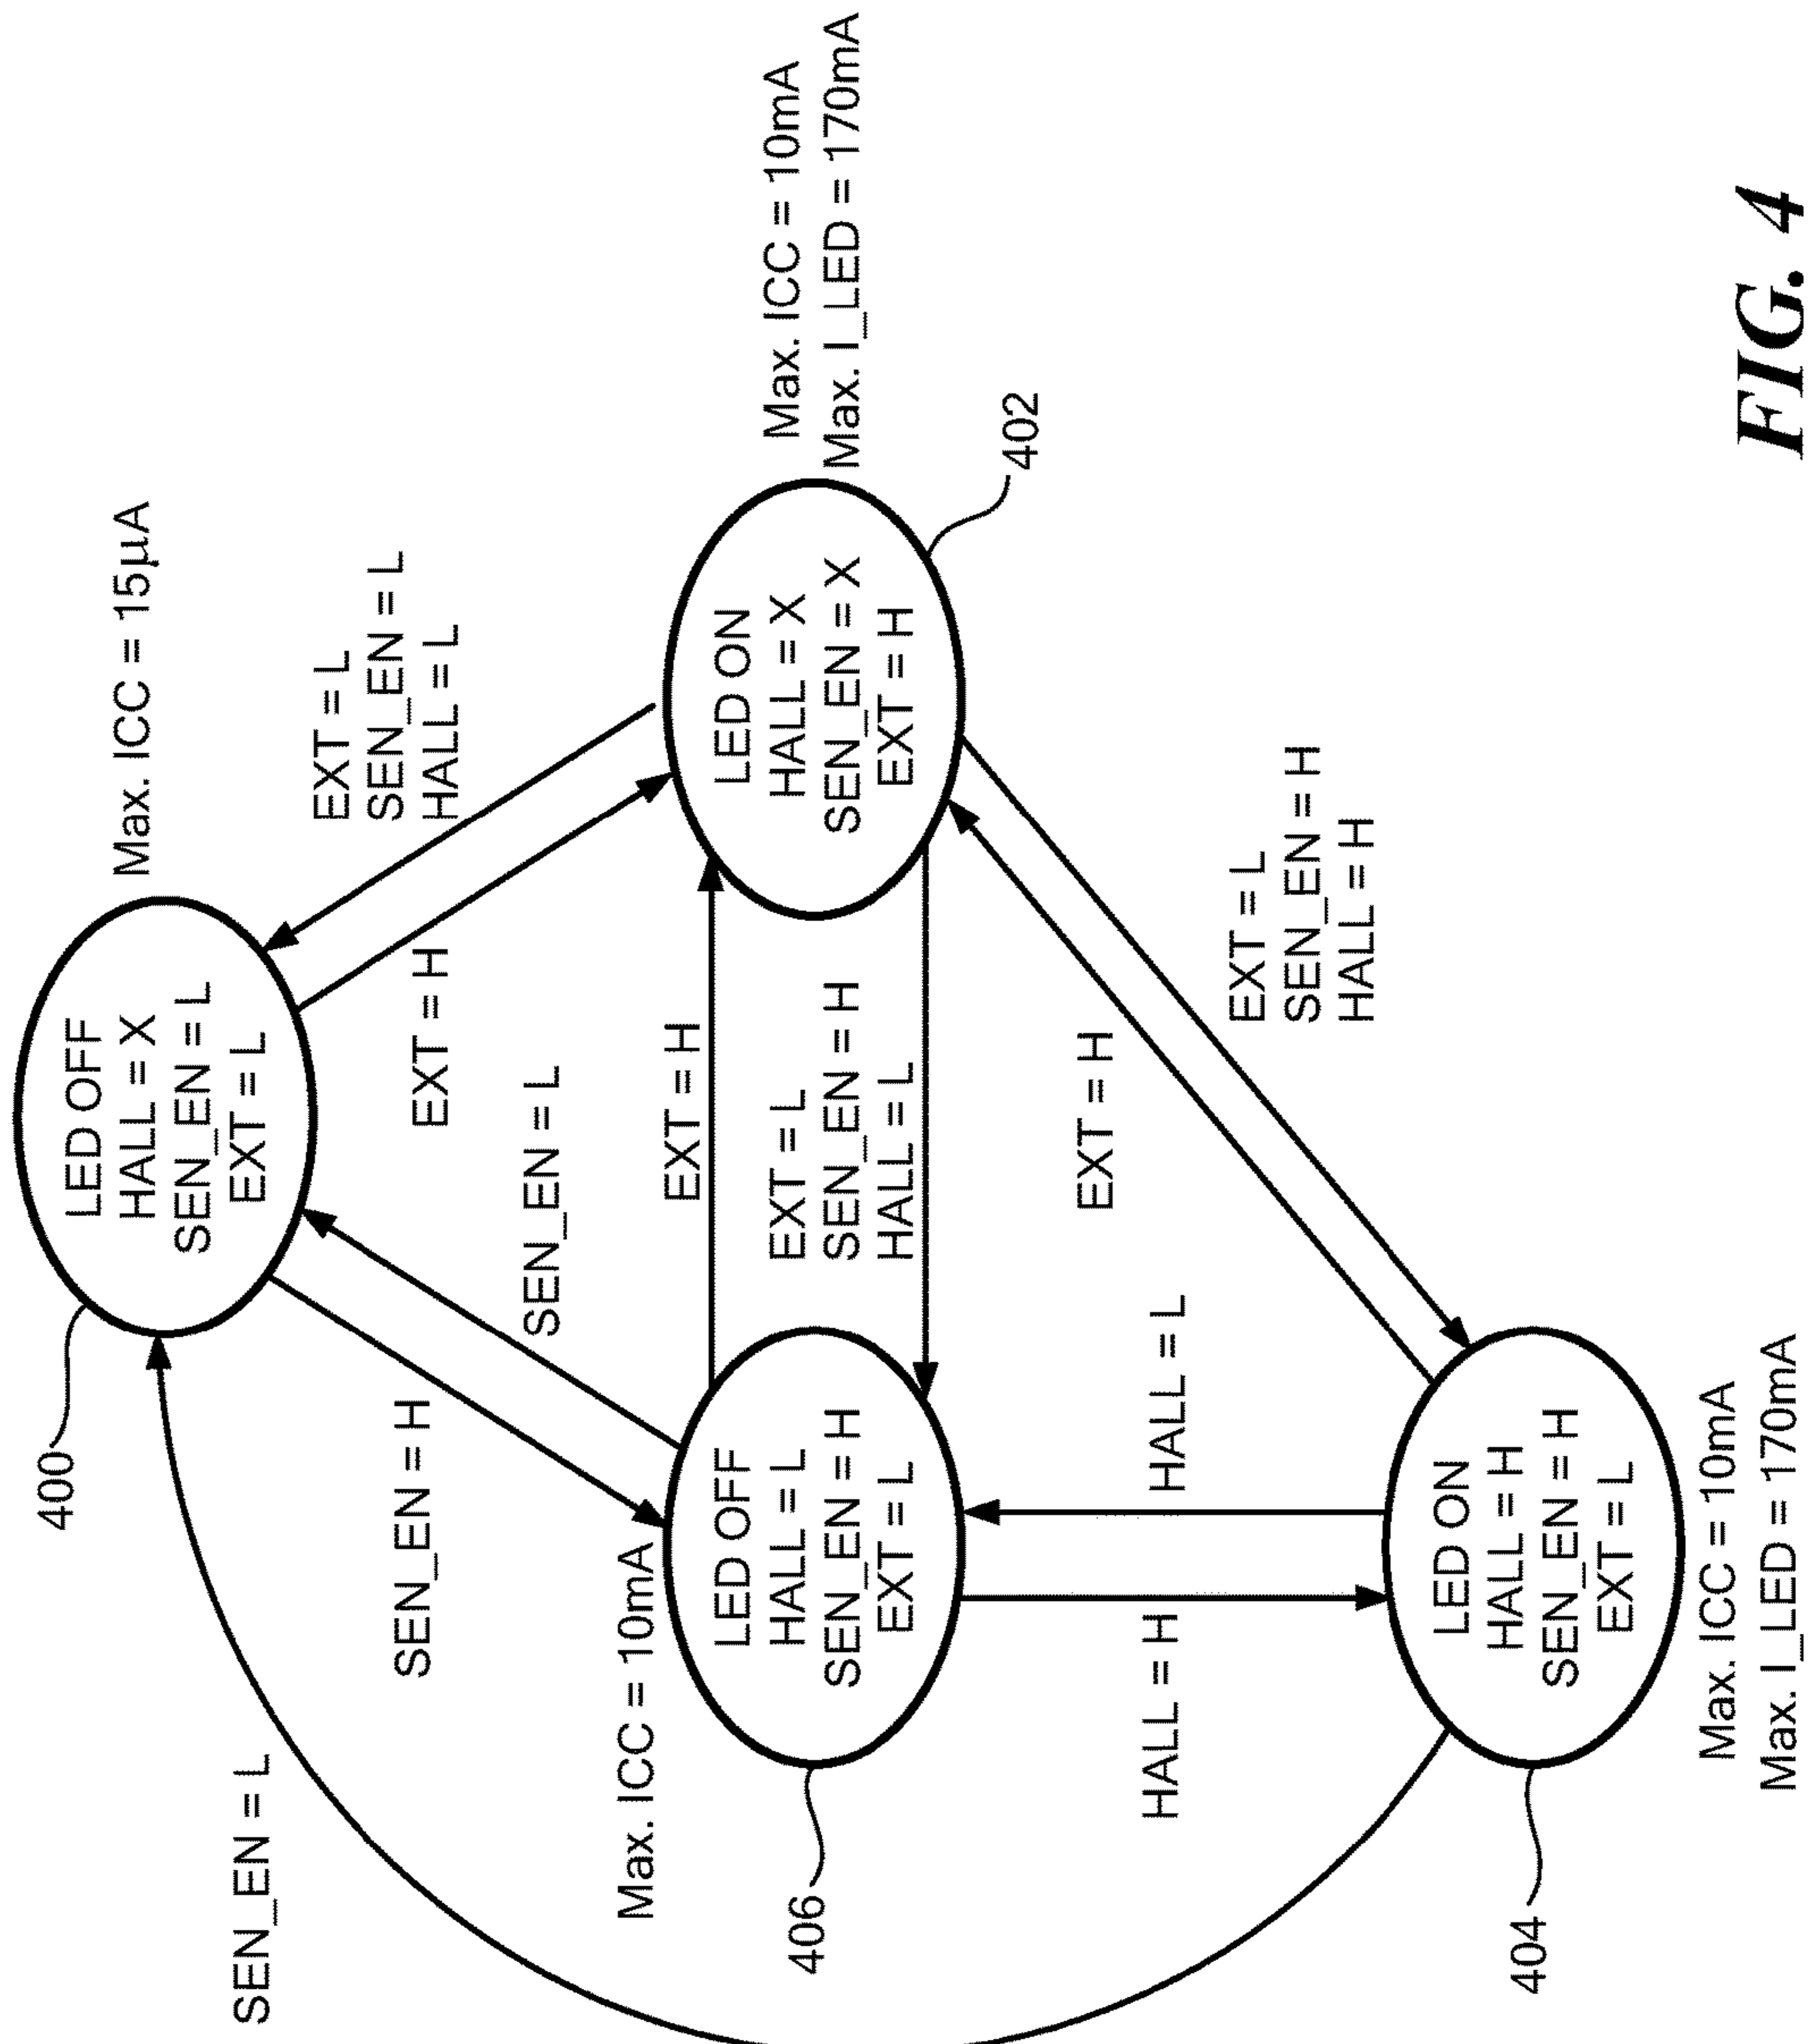 Max. ICC = 15µA
400
LED OFF
HALL = X
SEN_EN = L
EXT = L
EXT = L
SEN_EN = L
HALL = L
EXT = H
SEN_EN = L
SEN_EN = H
SEN_EN = L
Max. ICC = 10mA
Max. I_LED = 170mA
LED ON
HALL = X
SEN_EN = X
EXT = H
402
EXT = H
EXT = L
SEN_EN = H
HALL = L
Max. ICC = 10mA
LED OFF
HALL = L
SEN_EN = H
EXT = L
406
EXT = H
EXT = L
SEN_EN = H
HALL = H
HALL = L
HALL = H
LED ON
HALL = H
SEN_EN = H
EXT = L
404
Max. ICC = 10mA
Max. I_LED = 170mA
FIG. 4